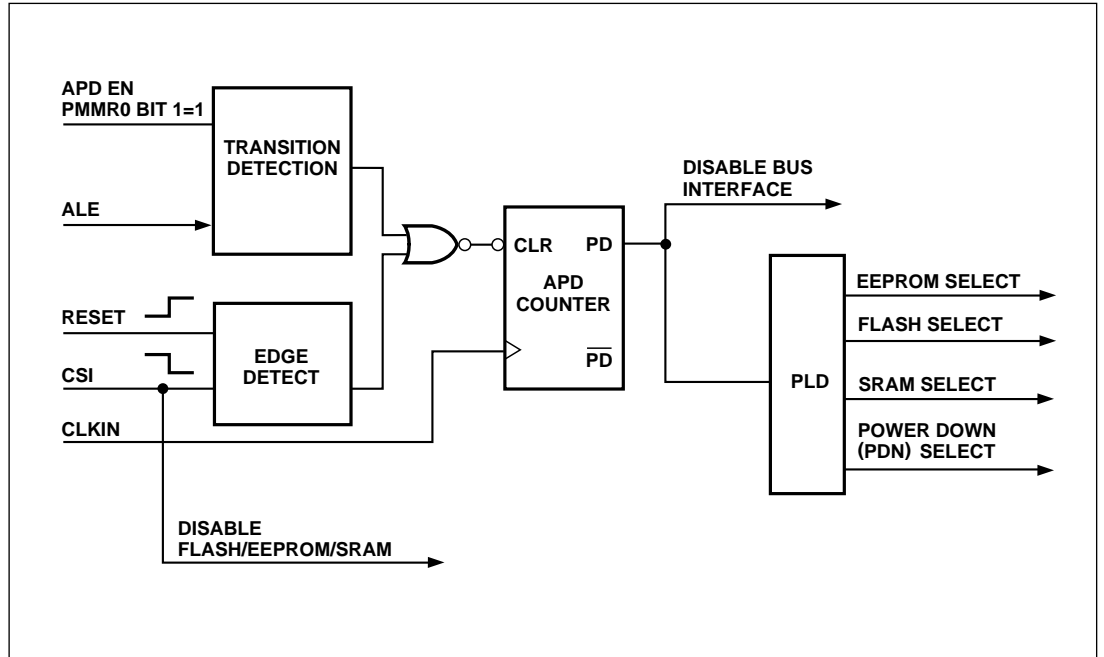 APD EN
PMMR0 BIT 1=1
TRANSITION
DETECTION
ALE
RESET
CSI
EDGE
DETECT
CLKIN
CLR
PD
APD
COUNTER
P̅D̅
DISABLE BUS
INTERFACE
PLD
EEPROM SELECT
FLASH SELECT
SRAM SELECT
POWER DOWN
(PDN) SELECT
DISABLE
FLASH/EEPROM/SRAM